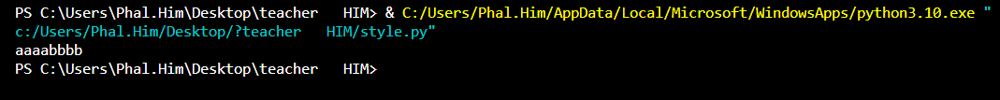 PS C:\Users\Phal.Him\Desktop\teacher   HIM> & C:/Users/Phal.Him/AppData/Local/Microsoft/WindowsApps/python3.10.exe "
c:/Users/Phal.Him/Desktop/?teacher   HIM/style.py"
aaaabbbb
PS C:\Users\Phal.Him\Desktop\teacher   HIM>